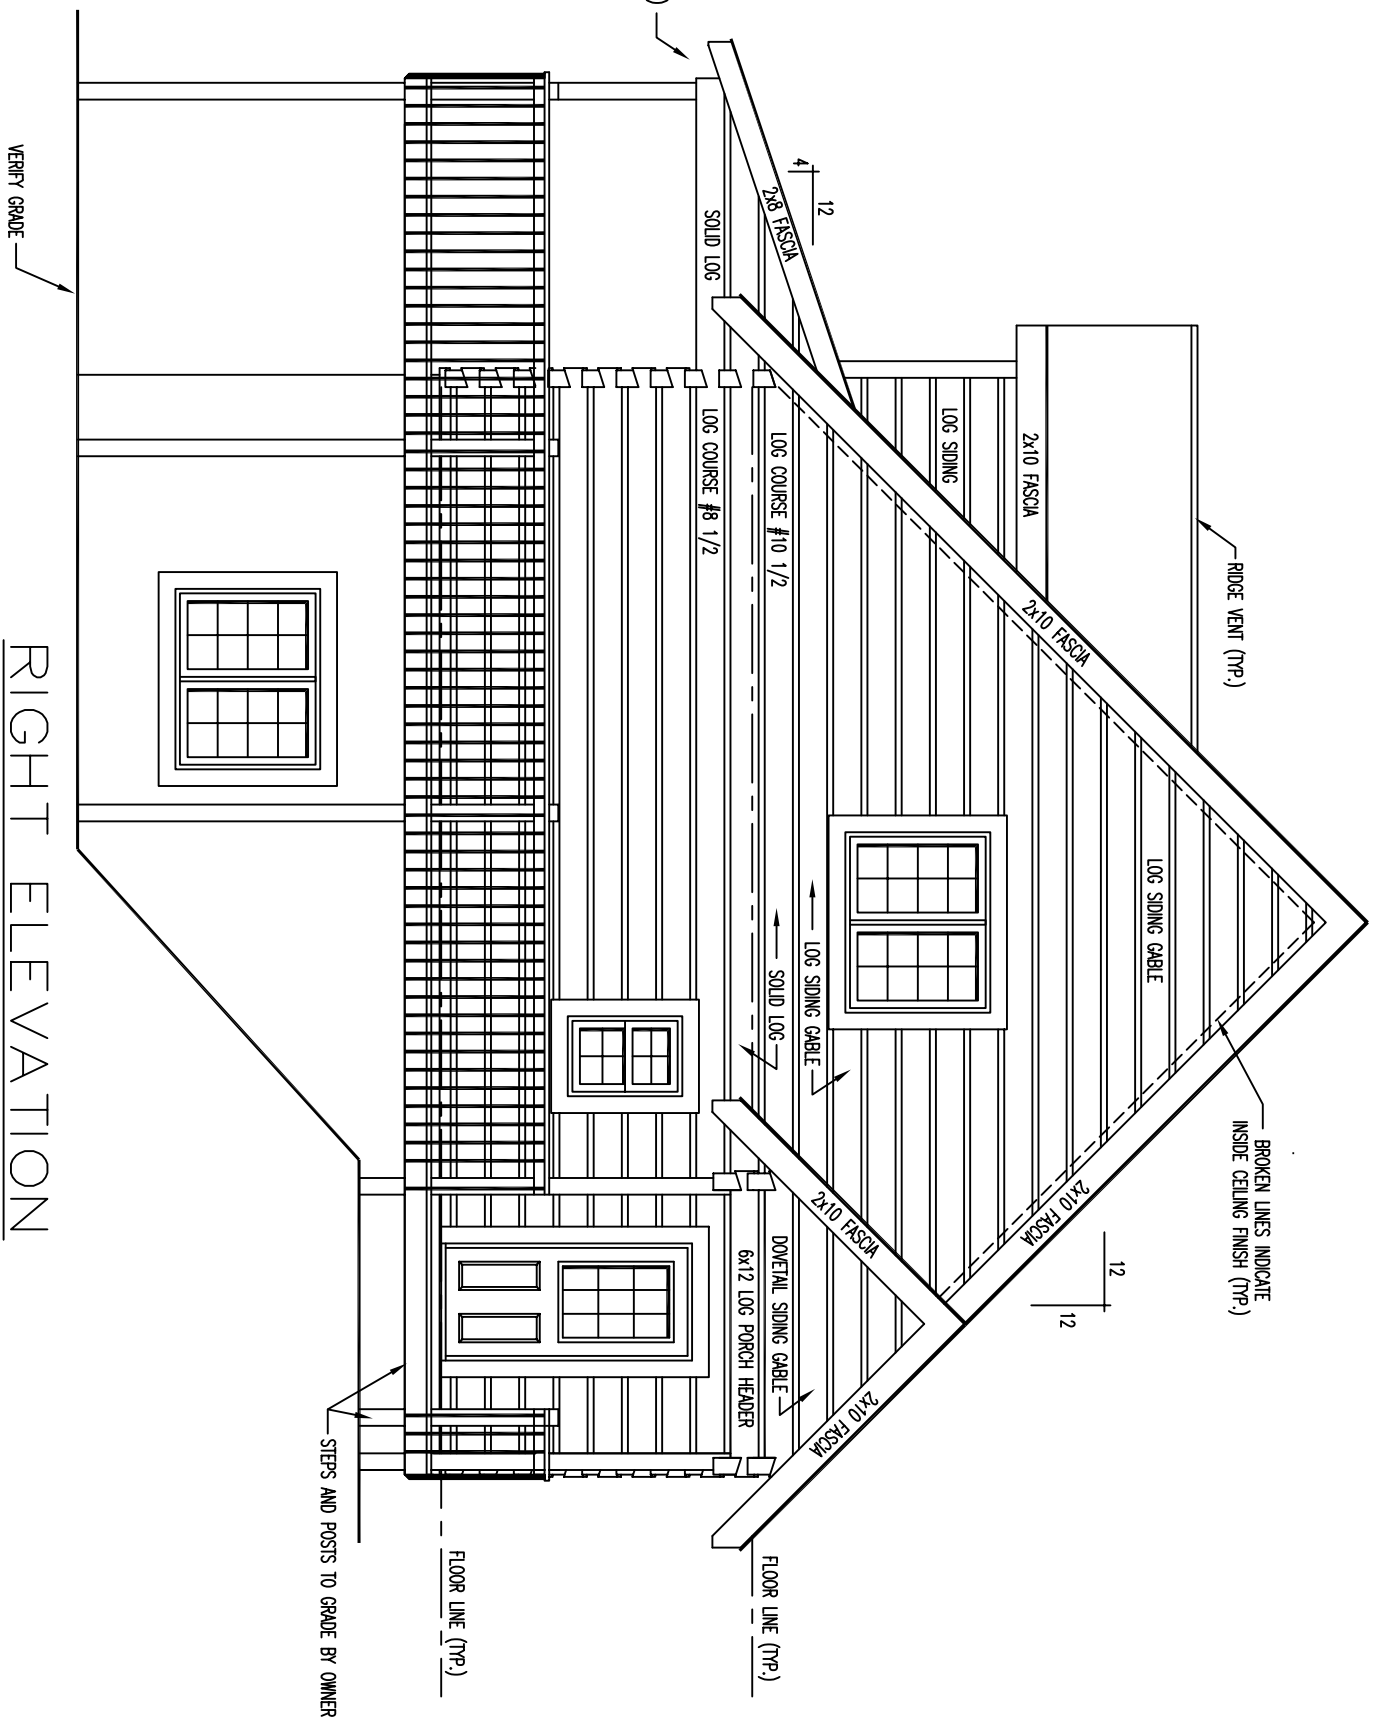 RIDGE VENT (TYP.)
BROKEN LINES INDICATE
INSIDE CEILING FINISH (TYP.)
12
12
LOG SIDING GABLE
2x10 FASCIA
2x10 FASCIA
2x10 FASCIA
LOG SIDING
12
4
2x8 FASCIA
SOLID LOG
LOG COURSE #10 1/2
LOG COURSE #8 1/2
LOG SIDING GABLE
SOLID LOG
2x10 FASCIA
2x10 FASCIA
DOVETAIL SIDING GABLE
6x12 LOG PORCH HEADER
FLOOR LINE (TYP.)
FLOOR LINE (TYP.)
STEPS AND POSTS TO GRADE BY OWNER
VERIFY GRADE
RIGHT ELEVATION